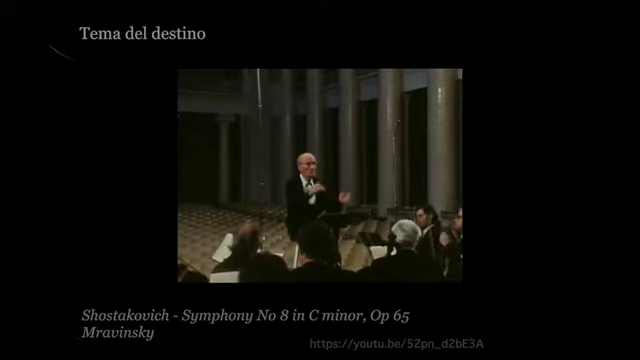 Tema del destino
Shostakovich - Symphony No 8 in C minor, Op 65
Mravinsky
https://youtu.be/52pn_d2bE3A